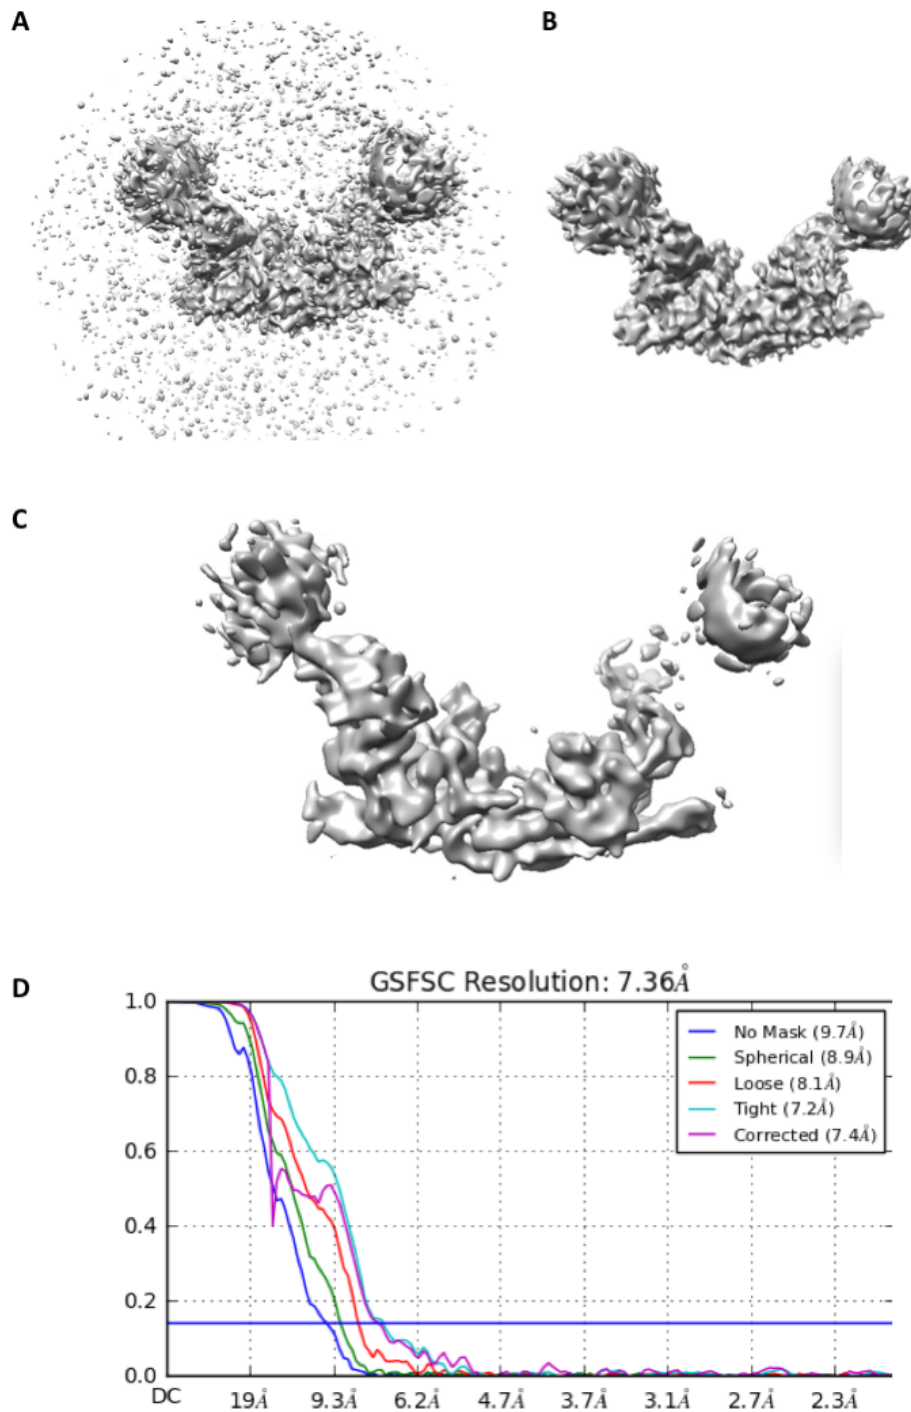 A
B
C
D
GSFSC Resolution: 7.36Å
1.0
0.8
0.6
0.4
0.2
0.0
No Mask (9.7Å)
Spherical (8.9Å)
Loose (8.1Å)
Tight (7.2Å)
Corrected (7.4Å)
DC 19Å 9.3Å 6.2Å 4.7Å 3.7Å 3.1Å 2.7Å 2.3Å